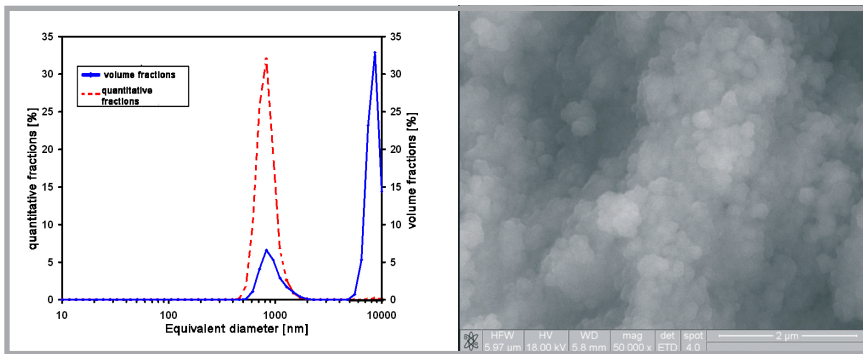 35
30
25
20
15
10
5
0
quantitative fractions [%]
volume fractions
quantitative
fractions
35
30
25
20
15
10
5
0
volume fractions [%]
10 100 1000 10000
Equivalent diameter [nm]
HFW HV WD mag det spot
5.97 µm 18.00 kV 5.8 mm 50 000 x ETD 4.0
2 µm